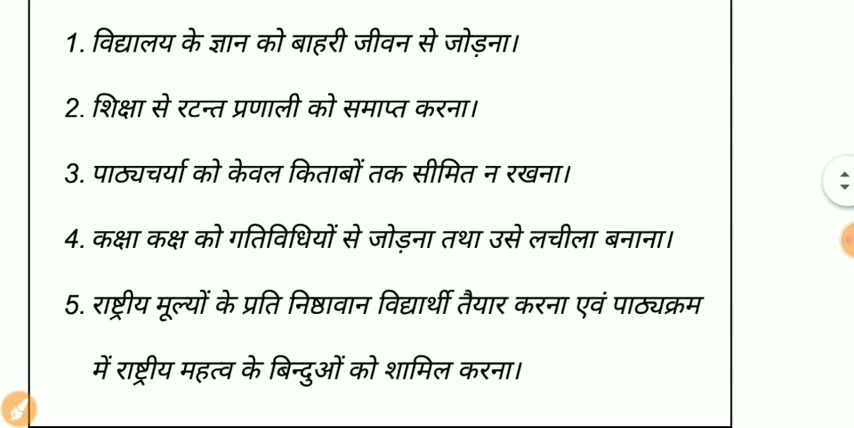 1. विद्यालय के ज्ञान को बाहरी जीवन से जोड़ना।
2. शिक्षा से रटन्त प्रणाली को समाप्त करना।
3. पाठ्यचर्या को केवल किताबों तक सीमित न रखना।
4. कक्षा कक्ष को गतिविधियों से जोड़ना तथा उसे लचीला बनाना।
5. राष्ट्रीय मूल्यों के प्रति निष्ठावान विद्यार्थी तैयार करना एवं पाठ्यक्रम
में राष्ट्रीय महत्व के बिन्दुओं को शामिल करना।